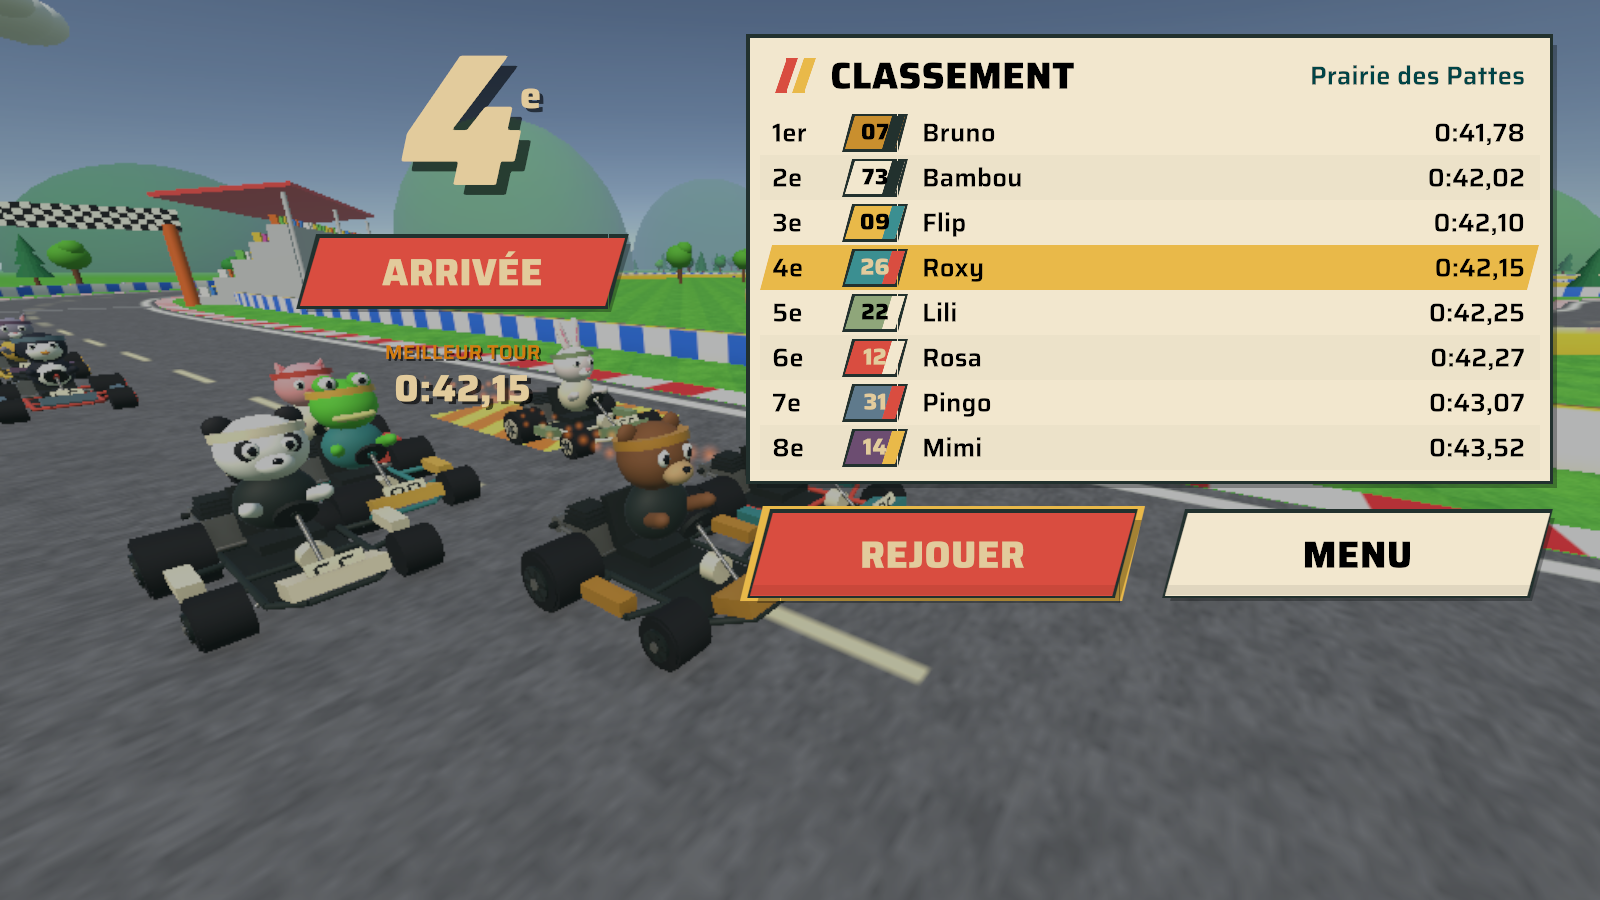 4e
ARRIVÉE
MEILLEUR TOUR
0:42,15
CLASSEMENT Prairie des Pattes
1er 07 Bruno 0:41,78
2e 73 Bambou 0:42,02
3e 09 Flip 0:42,10
4e 26 Roxy 0:42,15
5e 22 Lili 0:42,25
6e 12 Rosa 0:42,27
7e 31 Pingo 0:43,07
8e 14 Mimi 0:43,52
REJOUER MENU